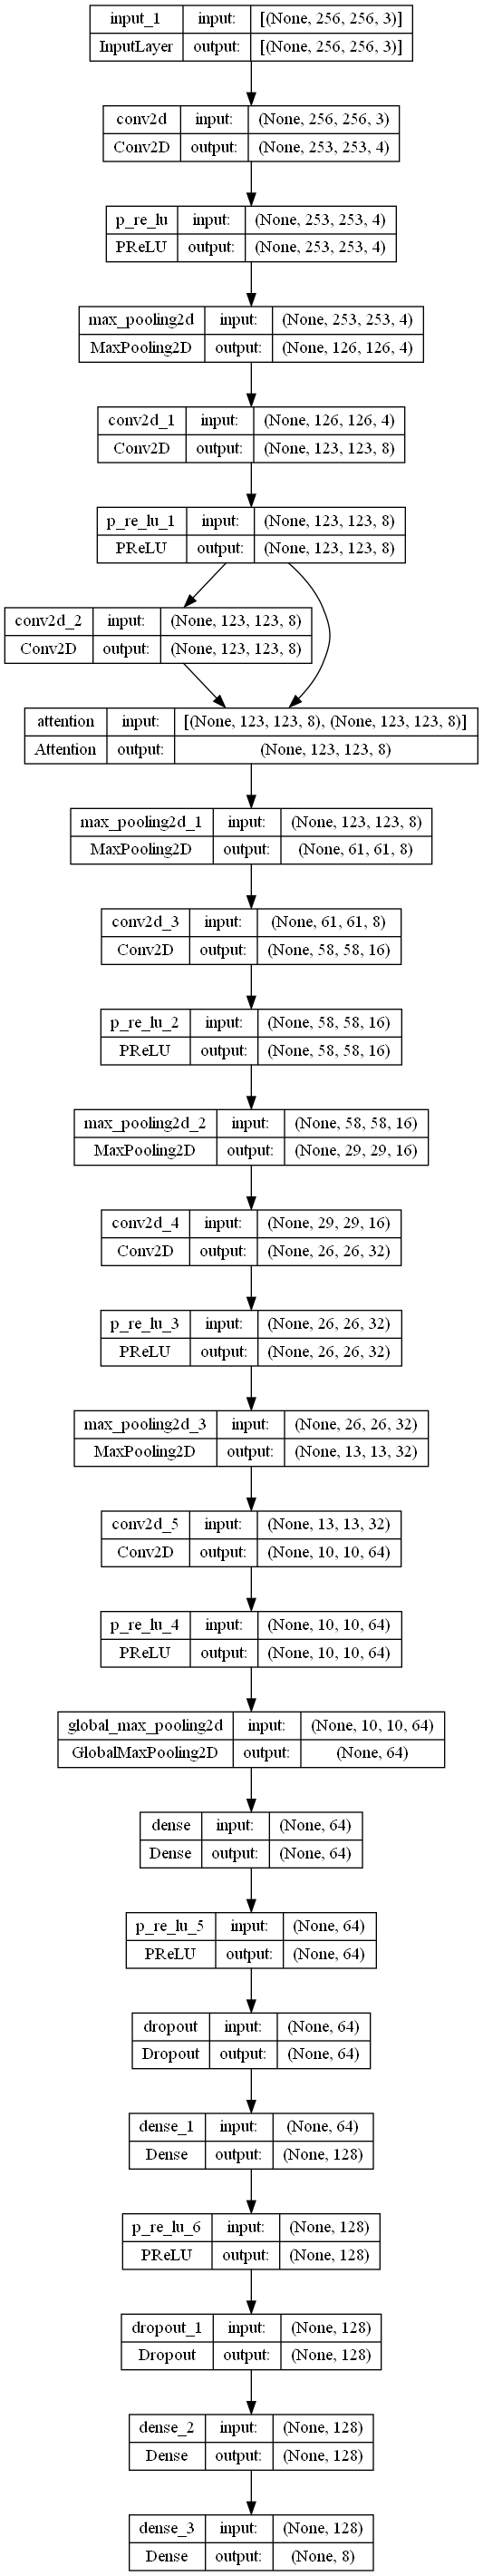 input_1 input: [(None, 256, 256, 3)]
InputLayer output: [(None, 256, 256, 3)]
conv2d input: (None, 256, 256, 3)
Conv2D output: (None, 253, 253, 4)
p_re_lu input: (None, 253, 253, 4)
PReLU output: (None, 253, 253, 4)
max_pooling2d input: (None, 253, 253, 4)
MaxPooling2D output: (None, 126, 126, 4)
conv2d_1 input: (None, 126, 126, 4)
Conv2D output: (None, 123, 123, 8)
p_re_lu_1 input: (None, 123, 123, 8)
PReLU output: (None, 123, 123, 8)
conv2d_2 input: (None, 123, 123, 8)
Conv2D output: (None, 123, 123, 8)
attention input: [(None, 123, 123, 8), (None, 123, 123, 8)]
Attention output: (None, 123, 123, 8)
max_pooling2d_1 input: (None, 123, 123, 8)
MaxPooling2D output: (None, 61, 61, 8)
conv2d_3 input: (None, 61, 61, 8)
Conv2D output: (None, 58, 58, 16)
p_re_lu_2 input: (None, 58, 58, 16)
PReLU output: (None, 58, 58, 16)
max_pooling2d_2 input: (None, 58, 58, 16)
MaxPooling2D output: (None, 29, 29, 16)
conv2d_4 input: (None, 29, 29, 16)
Conv2D output: (None, 26, 26, 32)
p_re_lu_3 input: (None, 26, 26, 32)
PReLU output: (None, 26, 26, 32)
max_pooling2d_3 input: (None, 26, 26, 32)
MaxPooling2D output: (None, 13, 13, 32)
conv2d_5 input: (None, 13, 13, 32)
Conv2D output: (None, 10, 10, 64)
p_re_lu_4 input: (None, 10, 10, 64)
PReLU output: (None, 10, 10, 64)
global_max_pooling2d input: (None, 10, 10, 64)
GlobalMaxPooling2D output: (None, 64)
dense input: (None, 64)
Dense output: (None, 64)
p_re_lu_5 input: (None, 64)
PReLU output: (None, 64)
dropout input: (None, 64)
Dropout output: (None, 64)
dense_1 input: (None, 64)
Dense output: (None, 128)
p_re_lu_6 input: (None, 128)
PReLU output: (None, 128)
dropout_1 input: (None, 128)
Dropout output: (None, 128)
dense_2 input: (None, 128)
Dense output: (None, 128)
dense_3 input: (None, 128)
Dense output: (None, 8)